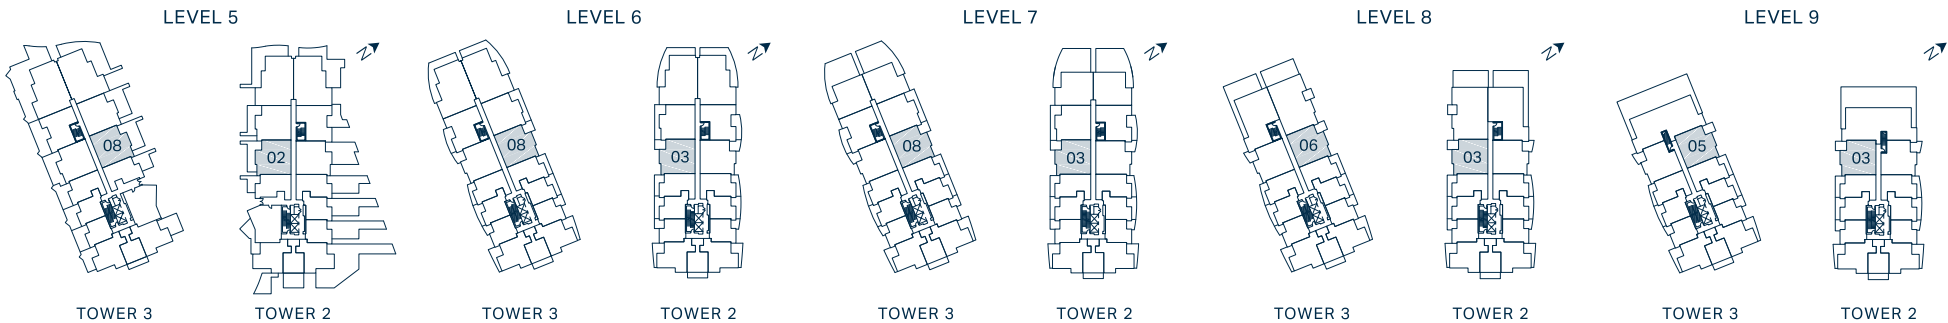 LEVEL 5
LEVEL 6
LEVEL 7
LEVEL 8
LEVEL 9
N
N
N
N
N
08
02
08
03
08
03
06
03
05
03
TOWER 3
TOWER 2
TOWER 3
TOWER 2
TOWER 3
TOWER 2
TOWER 3
TOWER 2
TOWER 3
TOWER 2